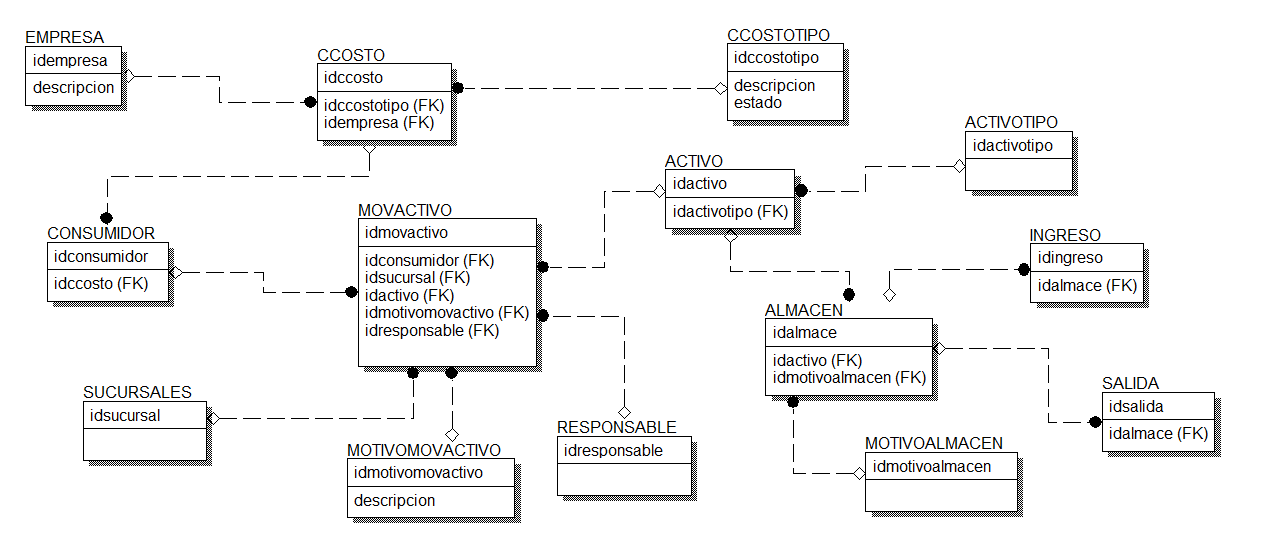 EMPRESA
idempresa
descripcion
CCOSTO
idccosto
idccostotipo (FK)
idempresa (FK)
CCOSTOTIPO
idccostotipo
descripcion
estado
ACTIVOTIPO
idactivotipo
ACTIVO
idactivo
idactivotipo (FK)
CONSUMIDOR
idconsumidor
idccosto (FK)
MOVACTIVO
idmovactivo
idconsumidor (FK)
idsucursal (FK)
idactivo (FK)
idmotivomovactivo (FK)
idresponsable (FK)
INGRESO
idingreso
idalmace (FK)
ALMACEN
idalmace
idactivo (FK)
idmotivoalmacen (FK)
SALIDA
idsalida
idalmace (FK)
SUCURSALES
idsucursal
MOTIVOMOVACTIVO
idmotivomovactivo
descripcion
RESPONSABLE
idresponsable
MOTIVOALMACEN
idmotivoalmacen